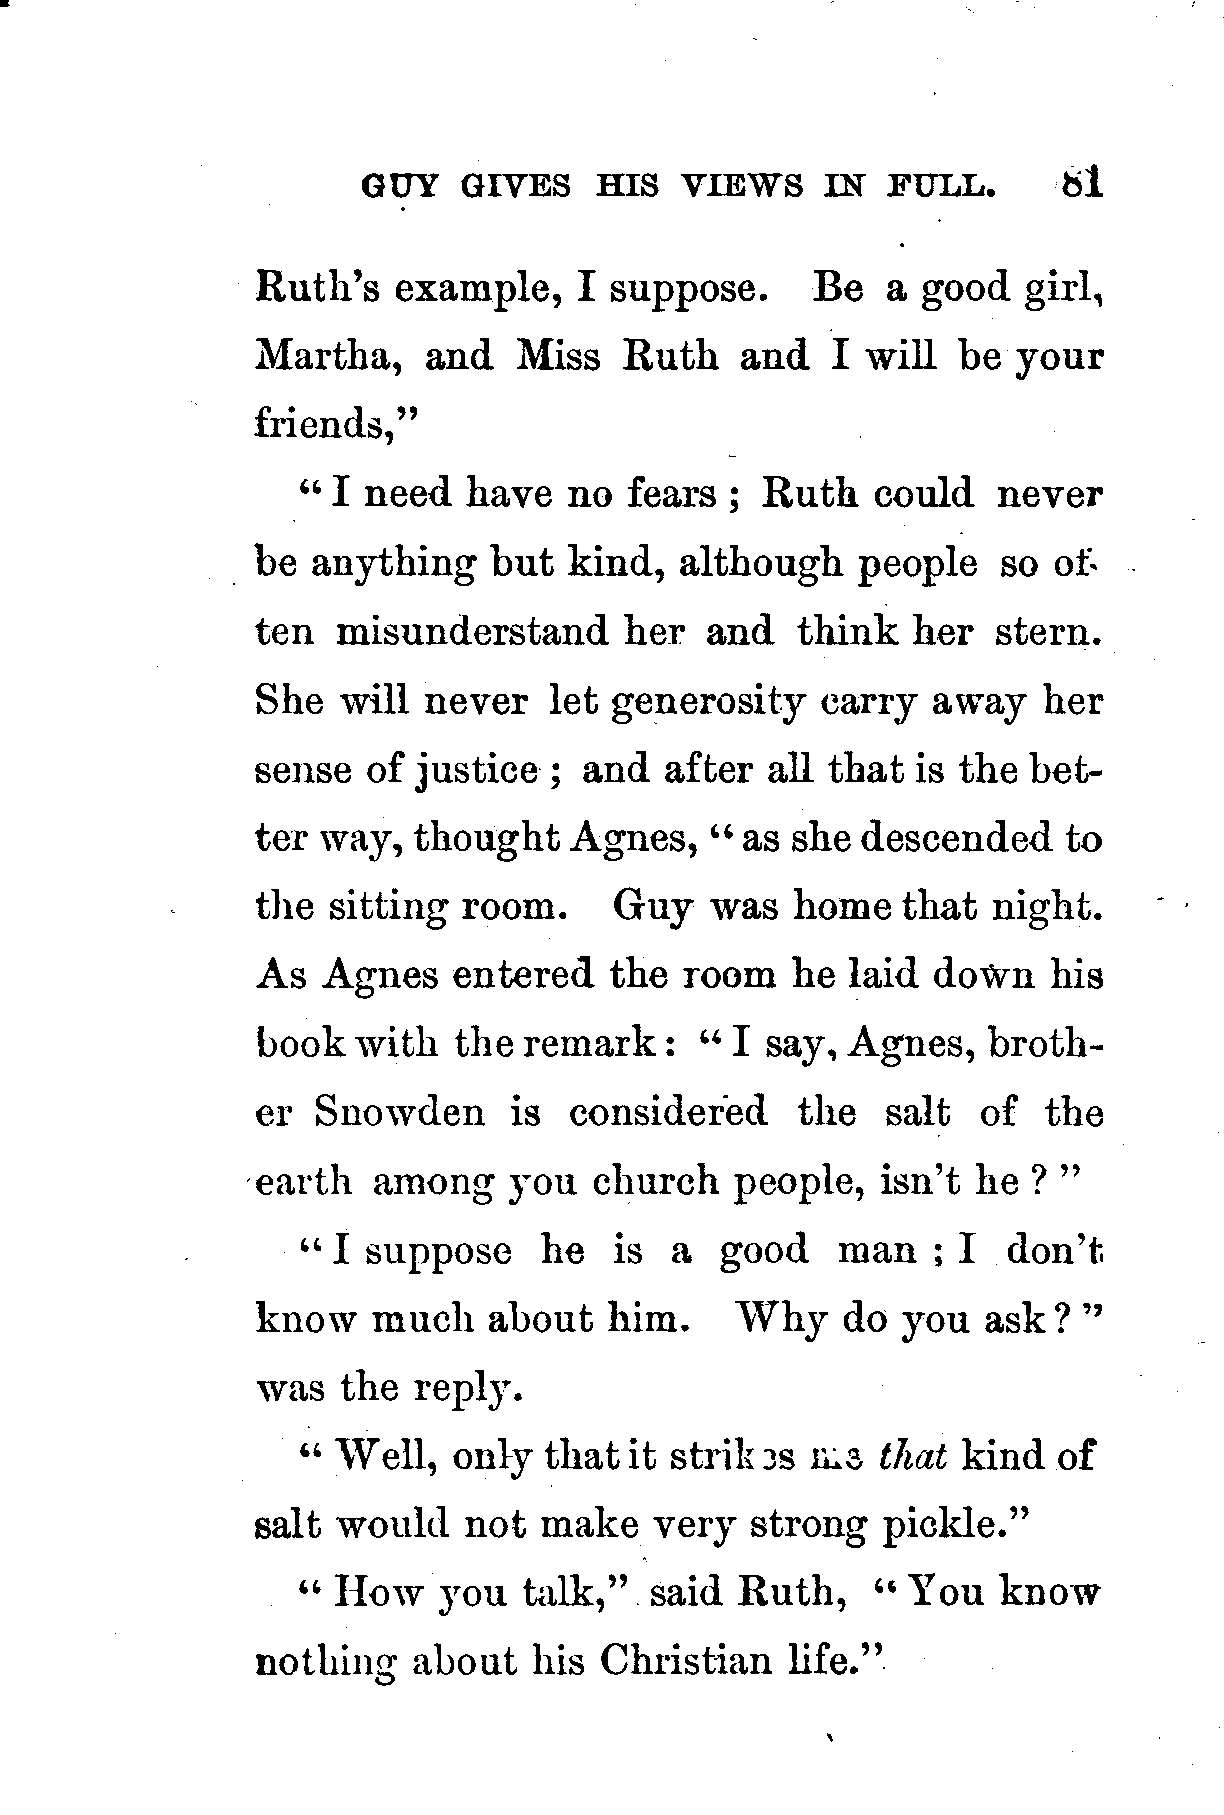 GUY GIVES HIS VIEWS IN FULL. 81
Ruth's example, I suppose. Be a good girl,
Martha, and Miss Ruth and I will be your
friends,"
"I need have no fears; Ruth could never
be anything but kind, although people so of-
ten misunderstand her and think her stern.
She will never let generosity carry away her
sense of justice; and after all that is the bet-
ter way, thought Agnes, "as she descended to
the sitting room. Guy was home that night.
As Agnes entered the room he laid down his
book with the remark: "I say, Agnes, broth-
er Snowden is considered the salt of the
earth among you church people, isn't he?"
"I suppose he is a good man; I don't
know much about him. Why do you ask?"
was the reply.
"Well, only that it strikes me that kind of
salt would not make very strong pickle."
"How you talk," said Ruth, "You know
nothing about his Christian life."